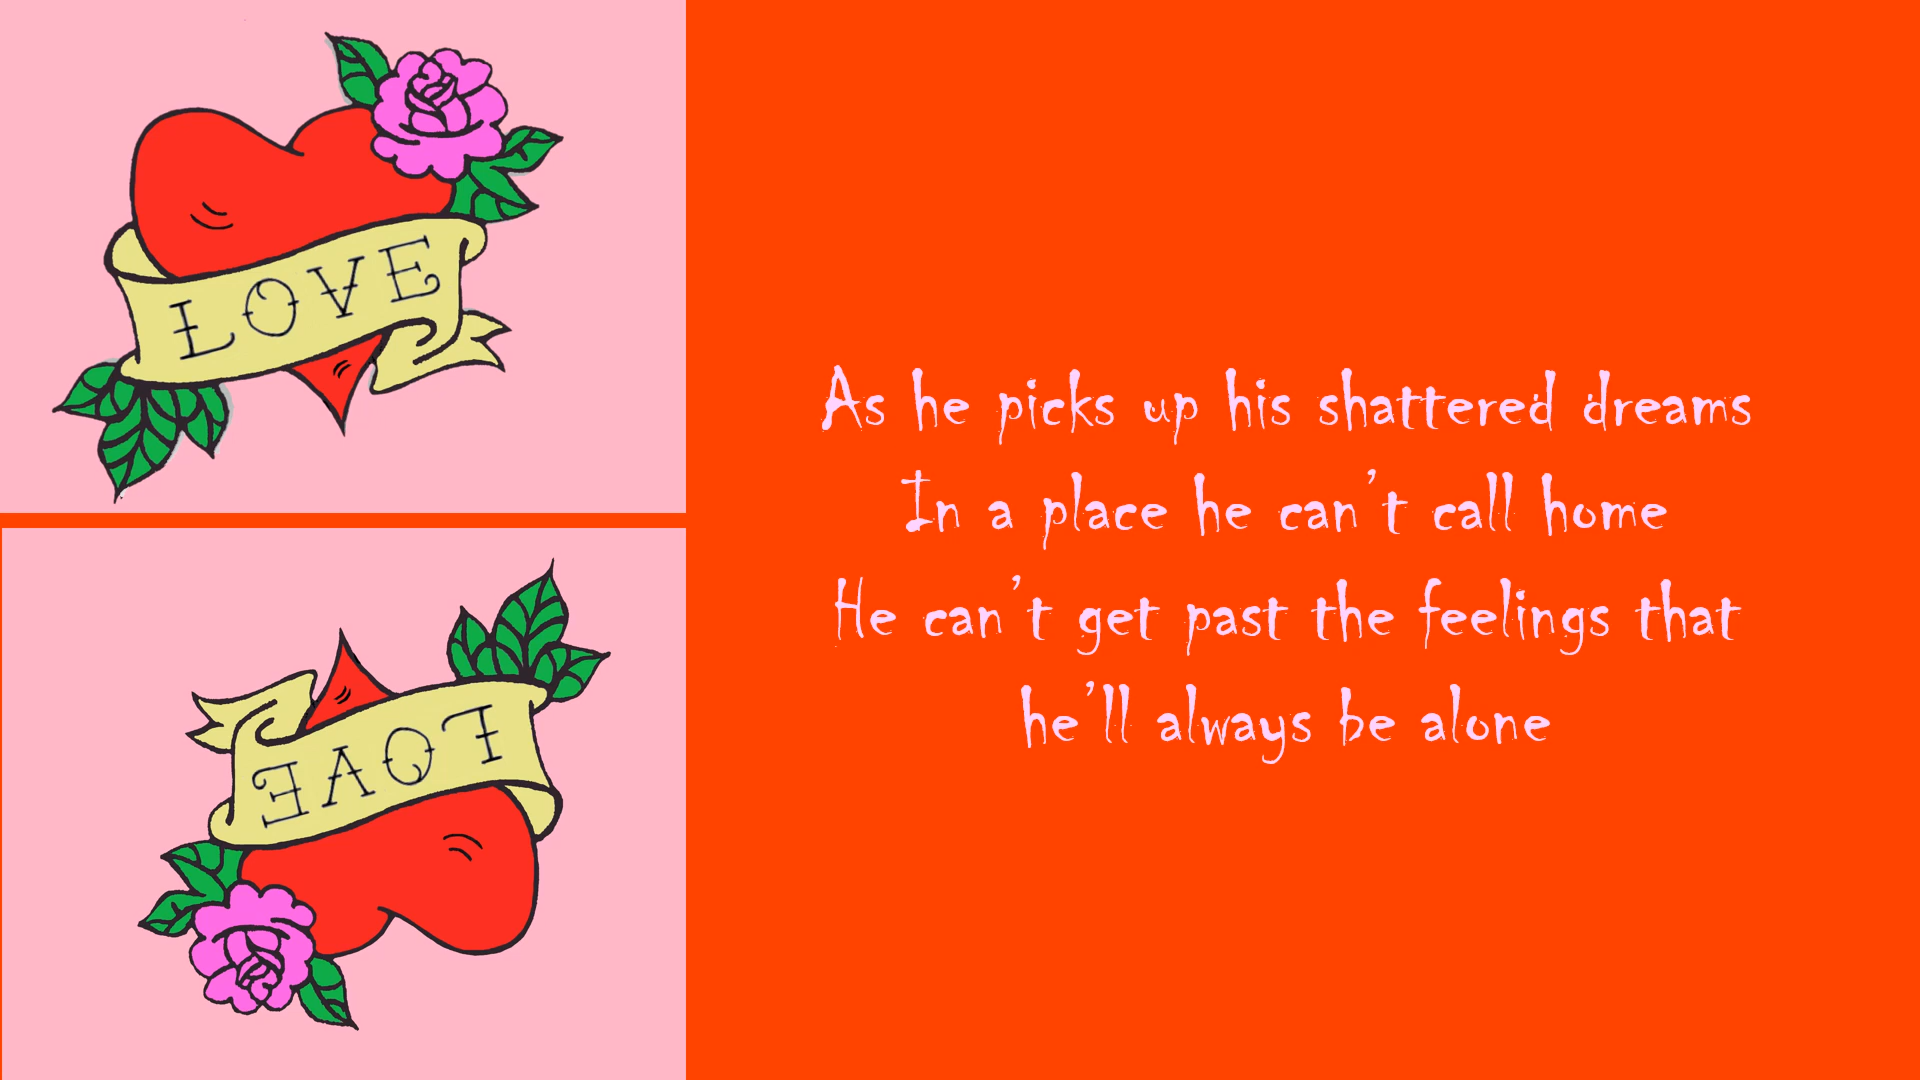 LOVE
As he picks up his shattered dreams
In a place he can't call home
He can't get past the feelings that
he'll always be alone
LOVE